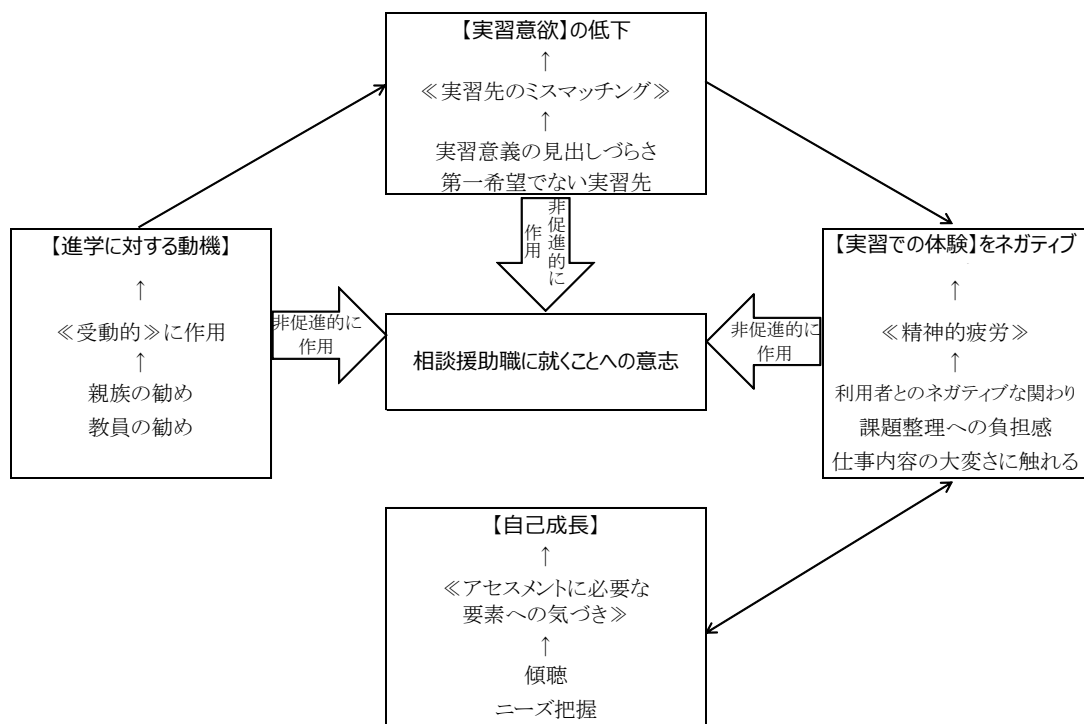 【実習意欲】の低下
↑
≪実習先のミスマッチング≫
↑
実習意義の見出しづらさ
第一希望でない実習先
非促進的に
作用
【進学に対する動機】
↑
≪受動的≫に作用
↑
親族の勧め
教員の勧め
非促進的に
作用
相談援助職に就くことへの意志
非促進的に
作用
【実習での体験】をネガティブ
↑
≪精神的疲労≫
↑
利用者とのネガティブな関わり
課題整理への負担感
仕事内容の大変さに触れる
【自己成長】
↑
≪アセスメントに必要な
要素への気づき≫
↑
傾聴
ニーズ把握